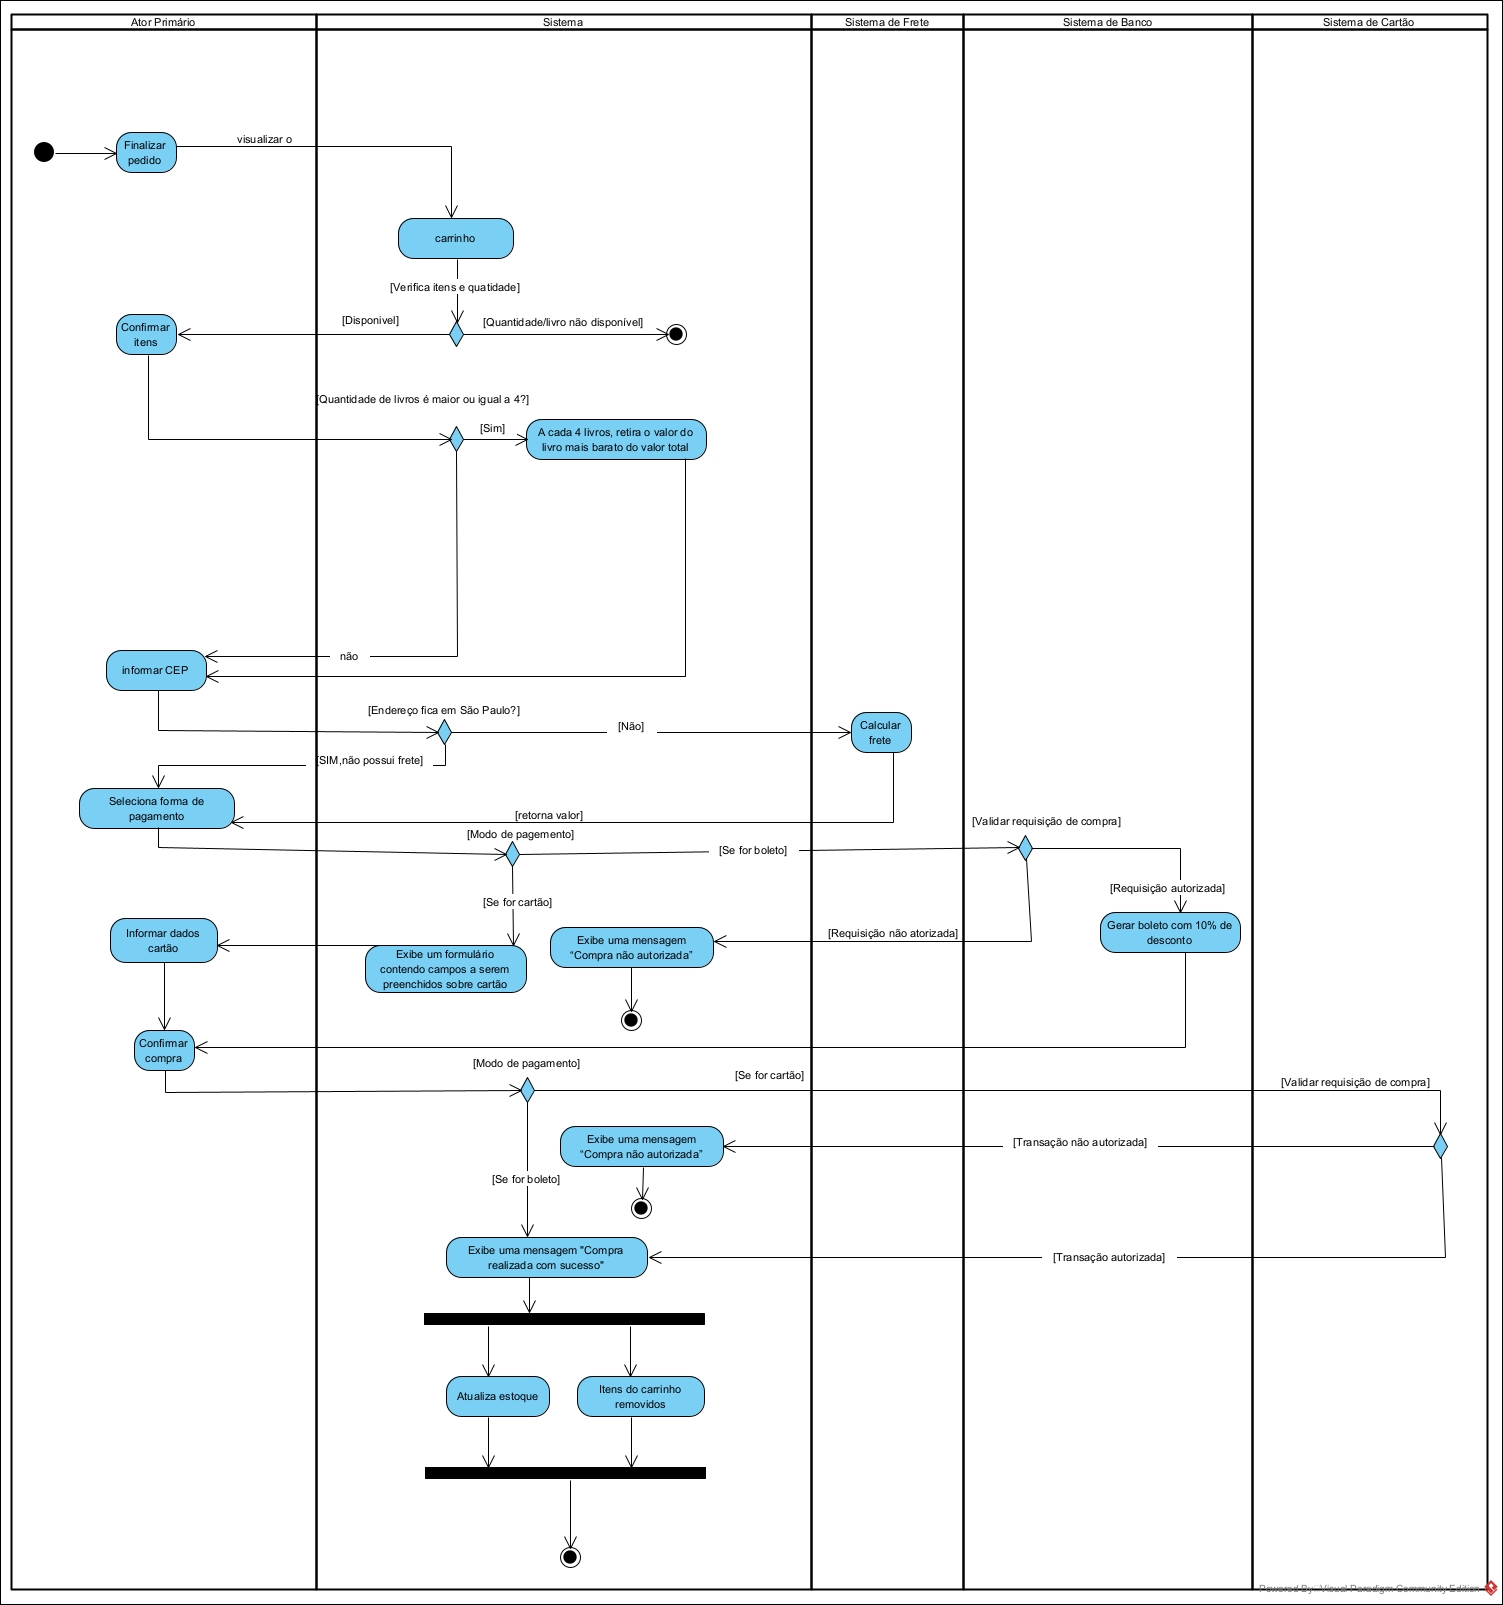 Ator Primário
Sistema
Sistema de Frete
Sistema de Banco
Sistema de Cartão
Finalizar
pedido
visualizar o
carrinho
[Verifica itens e quatidade]
[Disponivel]
[Quantidade/livro não disponível]
Confirmar
itens
[Quantidade de livros é maior ou igual a 4?]
[Sim]
A cada 4 livros, retira o valor do
livro mais barato do valor total
não
informar CEP
[Endereço fica em São Paulo?]
[Não]
Calcular
frete
[SIM,não possui frete]
Seleciona forma de
pagamento
[retorna valor]
[Modo de pagemento]
[Se for boleto]
[Validar requisição de compra]
[Requisição autorizada]
[Se for cartão]
Informar dados
cartão
Exibe um formulário
contendo campos a serem
preenchidos sobre cartão
Exibe uma mensagem
“Compra não autorizada”
[Requisição não atorizada]
Gerar boleto com 10% de
desconto
Confirmar
compra
[Modo de pagamento]
[Se for cartão]
[Validar requisição de compra]
Exibe uma mensagem
“Compra não autorizada”
[Transação não autorizada]
[Se for boleto]
Exibe uma mensagem "Compra
realizada com sucesso"
[Transação autorizada]
Atualiza estoque
Itens do carrinho
removidos
Powered By Visual Paradigm Community Edition